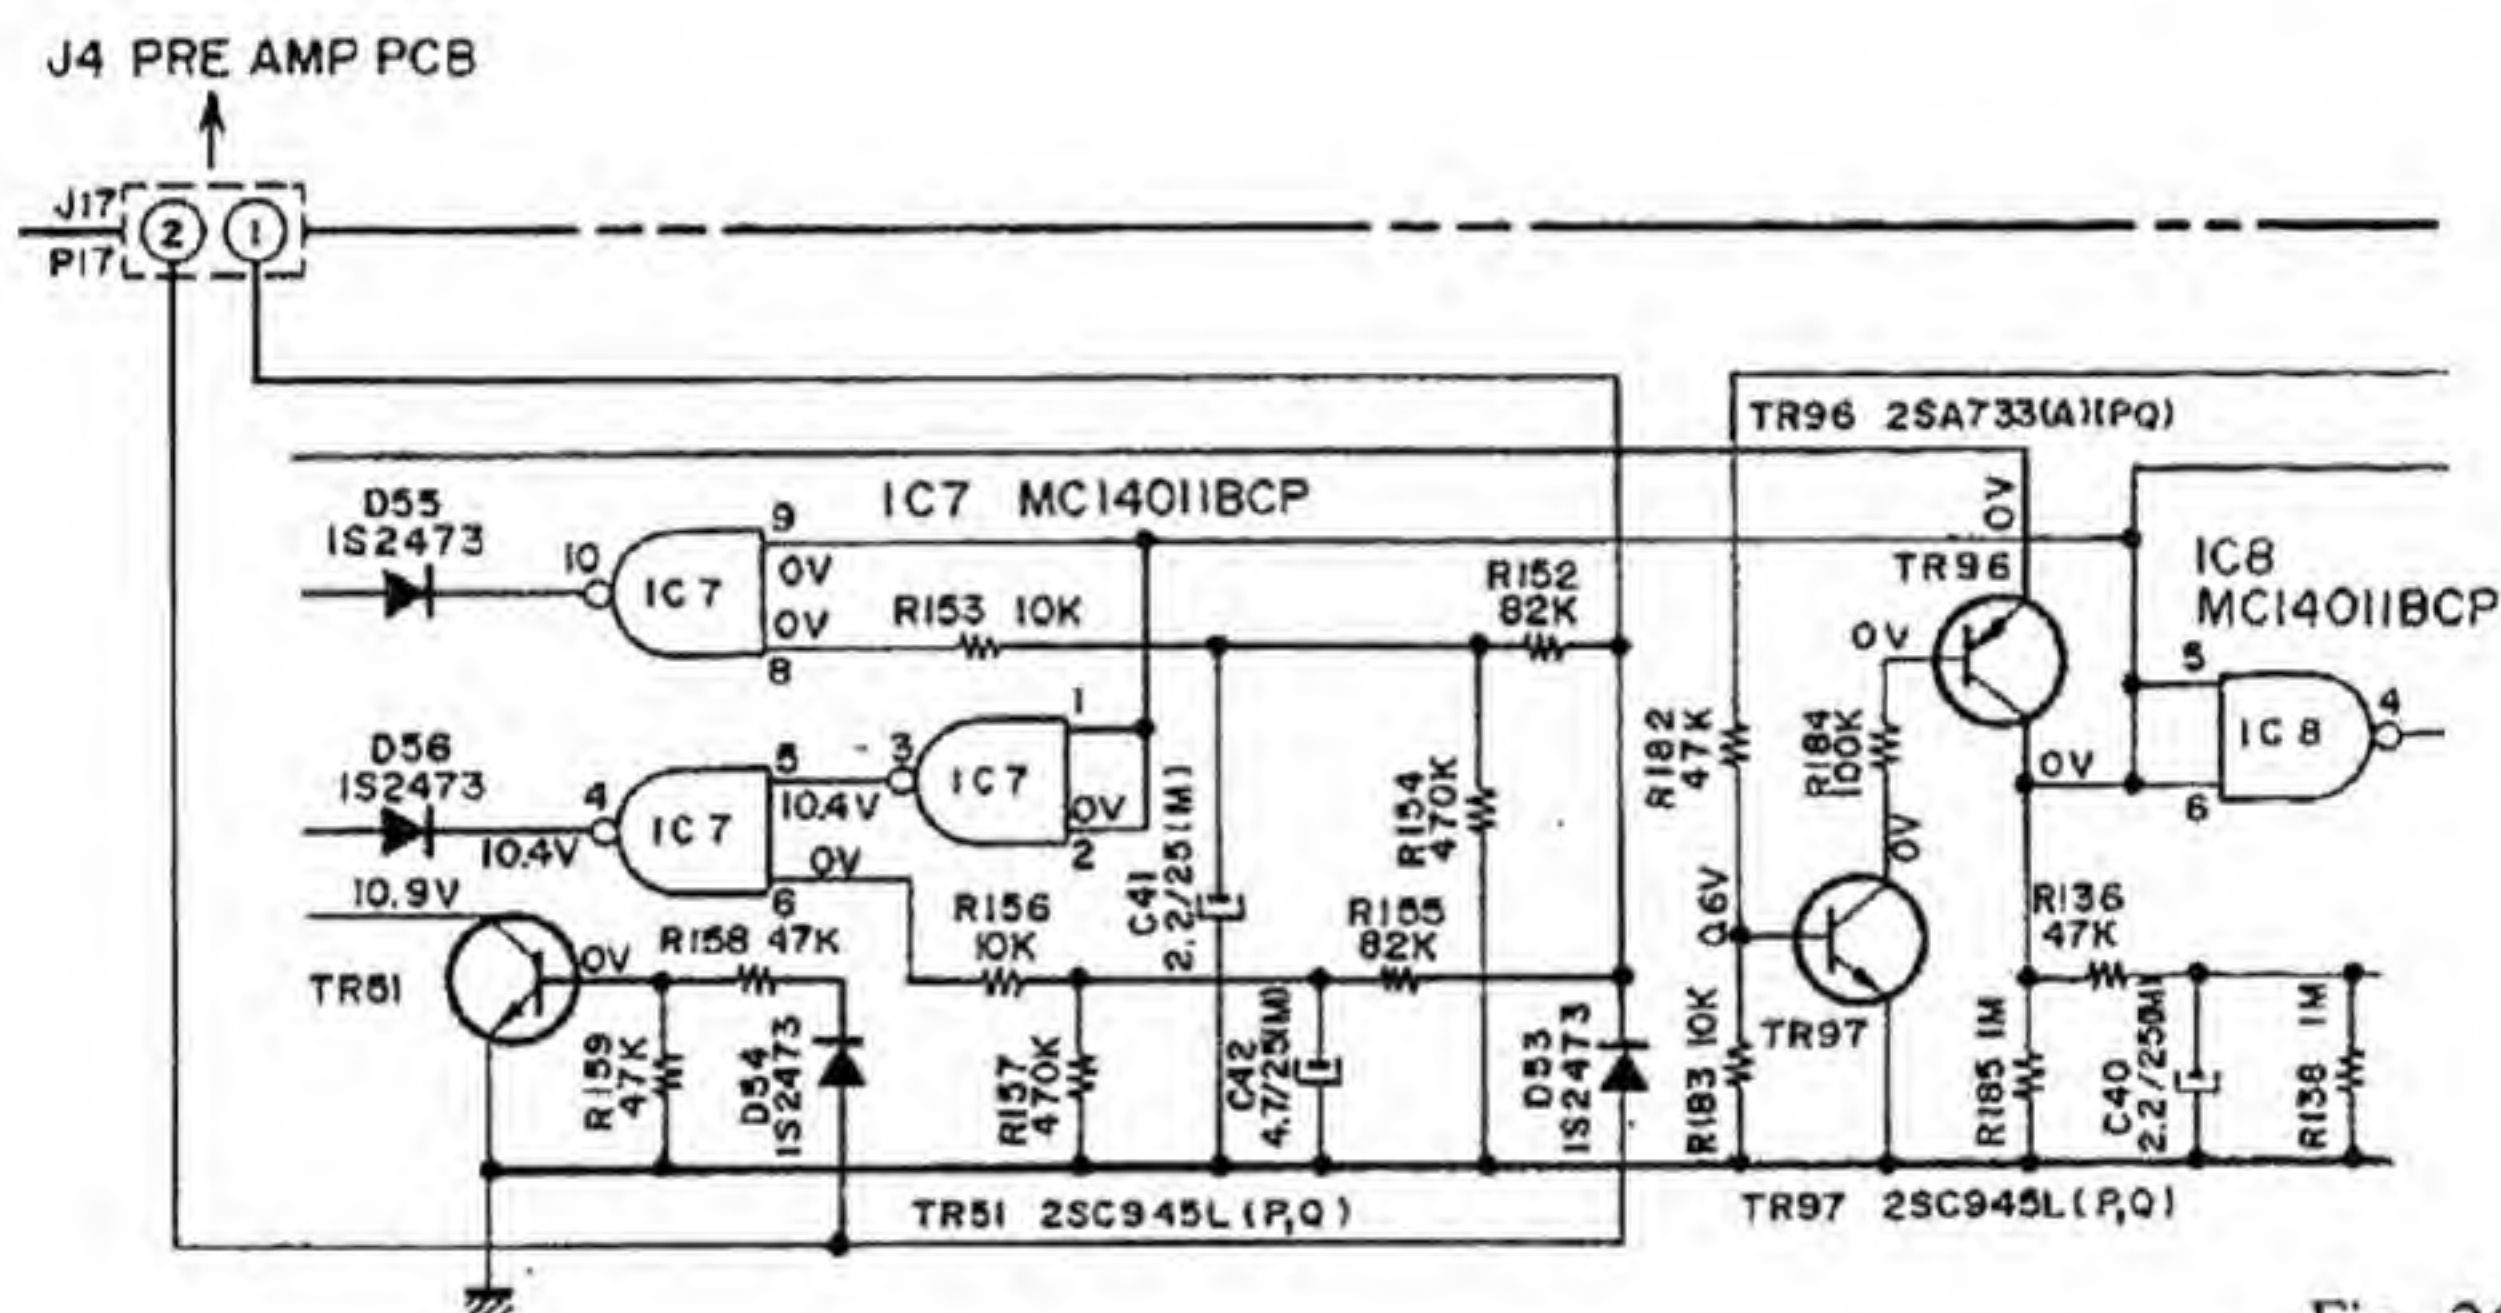 J4 PRE AMP PCB
J17
P17
2
1
TR96 2SA733(A)(PQ)
IC7 MC14011BCP
D55
1S2473
10
IC7
9
0V
0V
8
R153 10K
R152
82K
0V
TR96
0V
IC8
MC14011BCP
5
4
IC8
6
0V
D56
1S2473
4
10.4V
IC7
5
10.4V
0V
6
3
IC7
1
0V
2
C41
2.2/25(M)
R154
470K
R182
47K
R184
100K
0V
10.9V
TR51
0V
R158 47K
R156
10K
R155
82K
0.6V
TR97
R136
47K
R159
47K
D54
1S2473
R157
470K
C42
4.7/25(M)
D53
1S2473
R183 10K
R185 1M
C40
2.2/25(M)
R138 1M
TR51 2SC945L(P,Q)
TR97 2SC945L(P,Q)